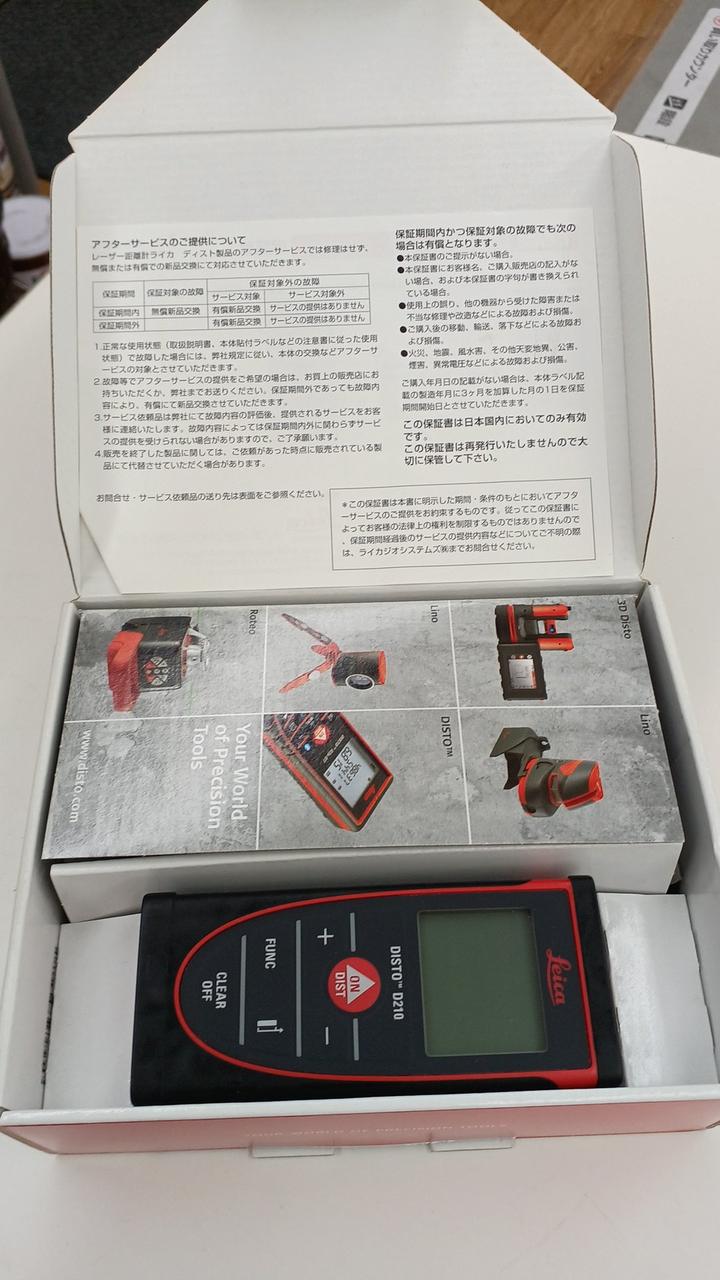 買い取りカウンター
アフターサービスのご提供について
レーザー距離計ライカ　ディスト製品のアフターサービスでは修理はせず、
無償または有償での新品交換にて対応させていただきます。
保証期間　保証対象の故障　保証対象外の故障
サービス対象　サービス対象外
保証期間内　無償新品交換　有償新品交換　サービスの提供はありません
保証期間外　有償新品交換　サービスの提供はありません
1.正常な使用状態（取扱説明書、本体貼付ラベルなどの注意書に従った使用
状態）で故障した場合には、弊社規定に従い、本体の交換などアフターサ
ービスの対象とさせていただきます。
2.故障等でアフターサービスの提供をご希望の場合は、お買上の販売店にお
持ちいただくか、弊社までお送りください。保証期間外であっても故障内
容により、有償にて新品交換させていただきます。
3.サービス依頼品は弊社にて故障内容の評価後、提供されるサービスをお客
様に連絡いたします。故障内容によっては保証期間内外に関わらずサービ
スの提供を受けられない場合がありますので、ご了承願います。
4.販売を終了した製品に関しては、ご依頼があった時点に販売されている製
品にて代替させていただく場合があります。
お問合せ・サービス依頼品の送り先は表面をご参照ください。
保証期間内かつ保証対象の故障でも次の
場合は有償となります。
●本保証書のご提示がない場合。
●本保証書にお客様名、ご購入販売店の記入がな
い場合、および本保証書の字句が書き換えられ
ている場合。
●使用上の誤り、他の機器から受けた障害または
不当な修理や改造などによる故障および損傷。
●ご購入後の移動、輸送、落下などによる故障お
よび損傷。
●火災、地震、風水害、その他天変地異、公害、
煙害、異常電圧などによる故障および損傷。
ご購入年月日の記載がない場合は、本体ラベル記
載の製造年月に3ヶ月を加算した月の1日を保証
期間開始日とさせていただきます。
この保証書は日本国内においてのみ有効
です。
この保証書は再発行いたしませんので大
切に保管して下さい。
＊この保証書は本書に明示した期間・条件のもとにおいてアフタ
ーサービスのご提供をお約束するものです。従ってこの保証書に
よってお客様の法律上の権利を制限するものではありませんので
、保証期間経過後のサービスの提供内容などについてご不明の際
は、ライカジオシステムズ㈱までお問合せください。
Roteo
Lino
3D Disto
Your World
of Precision
Tools
www.disto.com
DISTO™
Lino
Leica
DISTO™ D210
ON
DIST
+
−
FUNC
CLEAR
OFF
YOUR WORLD OF PRECISION TOOLS